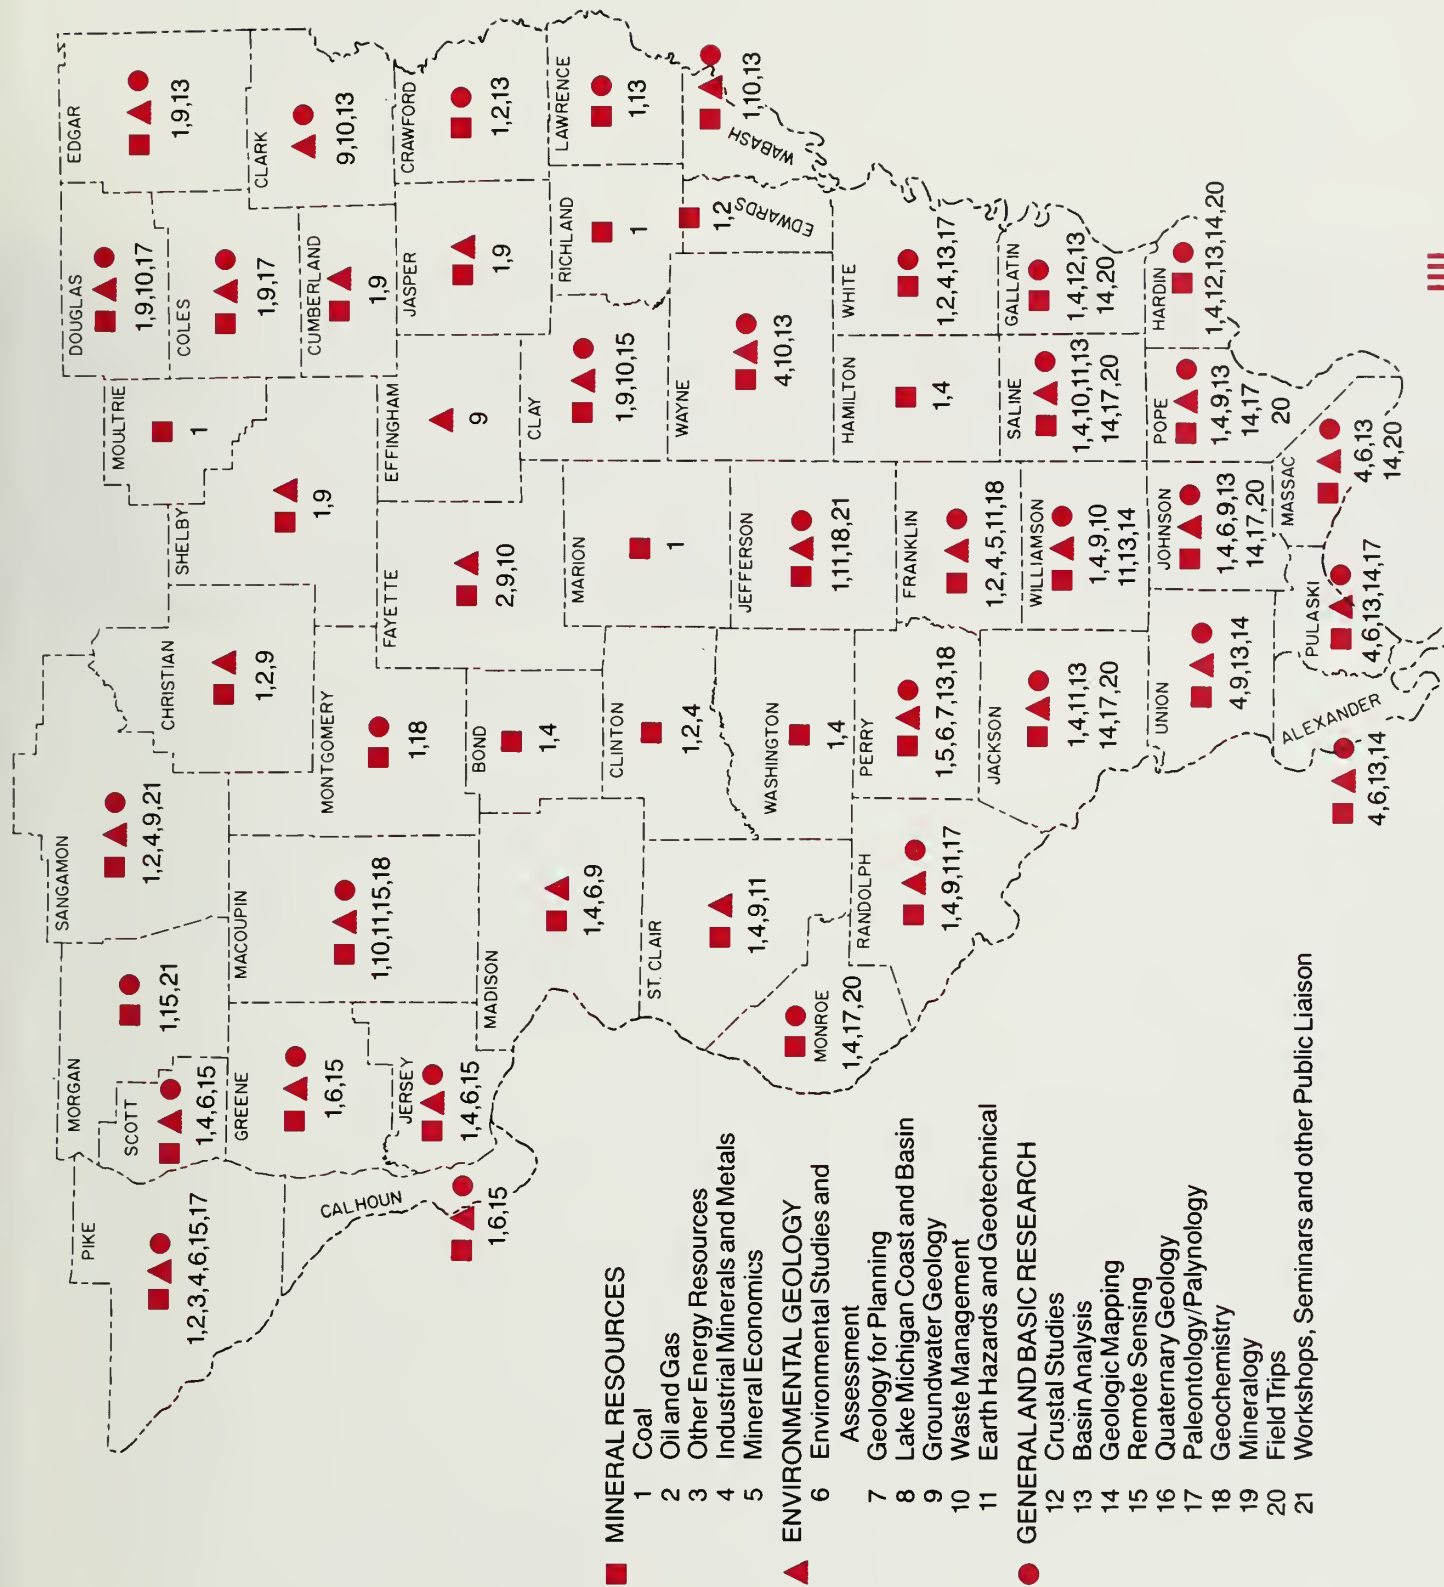 PIKE
1,2,3,4,6,15,17
MORGAN
1,15,21
SCOTT
1,4,6,15
SANGAMON
1,2,4,9,21
CHRISTIAN
1,2,9
SHELBY
1,9
MOULTRIE
1
DOUGLAS
1,9,10,17
EDGAR
1,9,13
COLES
1,9,17
CLARK
9,10,13
CUMBERLAND
1,9
CALHOUN
1,6,15
GREENE
1,6,15
JERSEY
1,4,6,15
MACOUPIN
1,10,11,15,18
MONTGOMERY
1,18
FAYETTE
2,9,10
EFFINGHAM
9
JASPER
1,9
CRAWFORD
1,2,13
MADISON
1,4,6,9
BOND
1,4
CLINTON
1,2,4
MARION
1
CLAY
1,9,10,15
RICHLAND
1
LAWRENCE
1,13
ST. CLAIR
1,4,9,11
WASHINGTON
1,4
JEFFERSON
1,11,18,21
WAYNE
4,10,13
EDWARDS
1,2
WABASH
1,10,13
MONROE
1,4,17,20
RANDOLPH
1,4,9,11,17
PERRY
1,5,6,7,13,18
FRANKLIN
1,2,4,5,11,18
HAMILTON
1,4
WHITE
1,2,4,13,17
JACKSON
1,4,11,13
14,17,20
WILLIAMSON
1,4,9,10
11,13,14
SALINE
1,4,10,11,13
14,17,20
GALLATIN
1,4,12,13
14,20
UNION
4,9,13,14
JOHNSON
1,4,6,9,13
14,17,20
POPE
1,4,9,13
14,17
20
HARDIN
1,4,12,13,14,20
ALEXANDER
4,6,13,14
PULASKI
4,6,13,14,17
MASSAC
4,6,13
14,20
MINERAL RESOURCES
1 Coal
2 Oil and Gas
3 Other Energy Resources
4 Industrial Minerals and Metals
5 Mineral Economics
ENVIRONMENTAL GEOLOGY
6 Environmental Studies and
Assessment
7 Geology for Planning
8 Lake Michigan Coast and Basin
9 Groundwater Geology
10 Waste Management
11 Earth Hazards and Geotechnical
GENERAL AND BASIC RESEARCH
12 Crustal Studies
13 Basin Analysis
14 Geologic Mapping
15 Remote Sensing
16 Quaternary Geology
17 Paleontology/Palynology
18 Geochemistry
19 Mineralogy
20 Field Trips
21 Workshops, Seminars and other Public Liaison